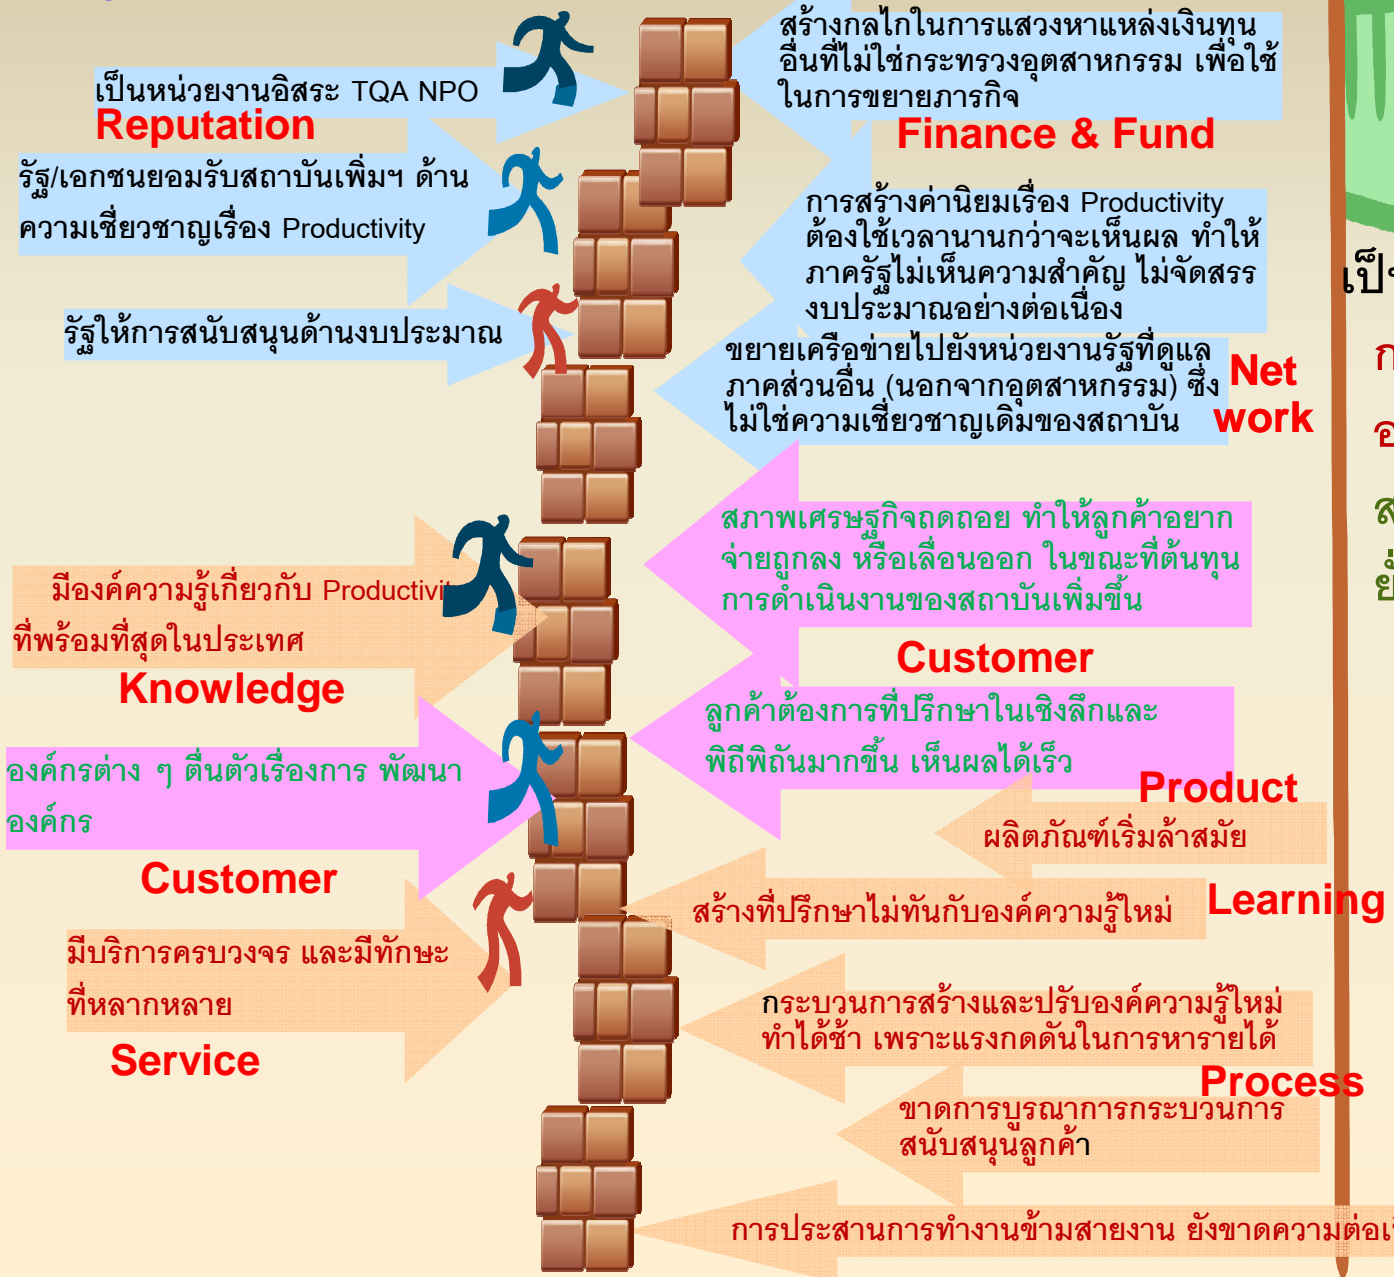 เป็นหน่วยงานอิสระ TQA NPO
Reputation
รัฐ/เอกชนยอมรับสถาบันเพิ่มฯ ด้าน
ความเชี่ยวชาญเรื่อง Productivity
รัฐให้การสนับสนุนด้านงบประมาณ
มีองค์ความรู้เกี่ยวกับ
ที่พร้อมที่สุดในประเทศ
Knowledge
องค์กรต่าง ๆ ตื่นตัวเรื่องการ พัฒนา
องค์กร
Customer
มีบริการครบวงจร และมีทักษะ
ที่หลากหลาย
Service
สร้างกลไกในการแสวงหาแหล่งเงินทุน
อื่นที่ไม่ใช่กระทรวงอุตสาหกรรม เพื่อใช้
ในการขยายภารกิจ
Finance & Fund
การสร้างค่านิยมเรื่อง Productivity
ต้องใช้เวลานานกว่าจะเห็นผล ทำให้
ภาครัฐไม่เห็นความสำคัญ ไม่จัดสรร
งบประมาณอย่างต่อเนื่อง
ขยายเครือข่ายไปยังหน่วยงานรัฐที่ดูแล
ภาคส่วนอื่น (นอกจากอุตสาหกรรม) ซึ่ง
ไม่ใช่ความเชี่ยวชาญเดิมของสถาบัน
Net
work
สภาพเศรษฐกิจถดถอย ทำให้ลูกค้าอยาก
จ่ายถูกลง หรือเลื่อนออก ในขณะที่ต้นทุน
การดำเนินงานของสถาบันเพิ่มขึ้น
Customer
ลูกค้าต้องการที่ปรึกษาในเชิงลึกและ
พิถีพิถันมากขึ้น เห็นผลได้เร็ว
Product
ผลิตภัณฑ์เริ่มล้าสมัย
สร้างที่ปรึกษาไม่ทันกับองค์ความรู้ใหม่
Learning
กระบวนการสร้างและปรับองค์ความรู้ใหม่
ทำได้ช้า เพราะแรงกดดันในการหารายได้
Process
ขาดการบูรณาการกระบวนการ
สนับสนุนลูกค้า
การประสานการทำงานข้ามสายงาน ยังขาดความ